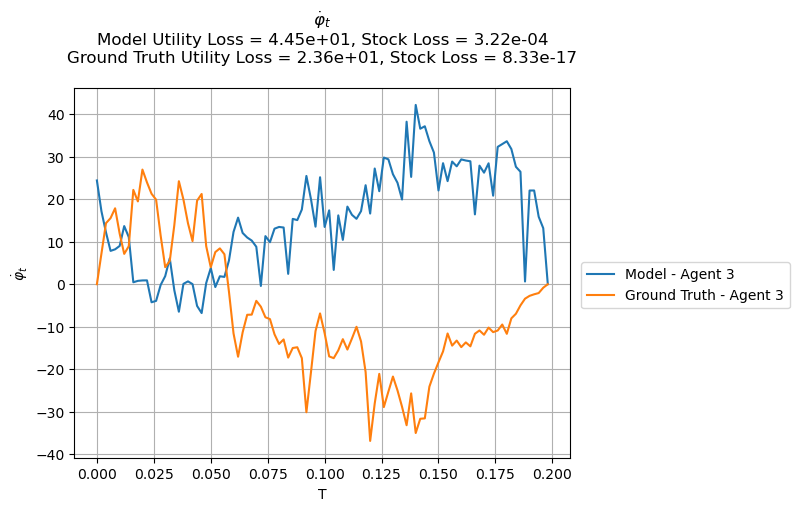 φ̇ₜ
Model Utility Loss = 4.45e+01, Stock Loss = 3.22e-04
Ground Truth Utility Loss = 2.36e+01, Stock Loss = 8.33e-17
40
30
20
10
0
−10
−20
−30
−40
φ̇ₜ
0.000
0.025
0.050
0.075
0.100
0.125
0.150
0.175
0.200
T
Model - Agent 3
Ground Truth - Agent 3